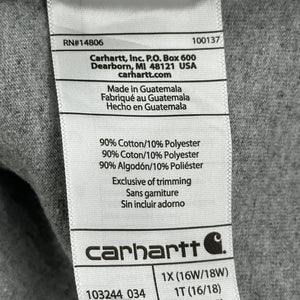 RN#14806 100137
Carhartt, Inc. P.O. Box 600
Dearborn, MI 48121 USA
carhartt.com
Made in Guatemala
Fabriqué au Guatemala
Hecho en Guatemala
90% Cotton/10% Polyester
90% Coton/10% Polyester
90% Algodón/10% Poliéster
Exclusive of trimming
Sans garniture
Sin incluir adorno
carhartt
1X (16W/18W)
103244 034 1T (16/18)